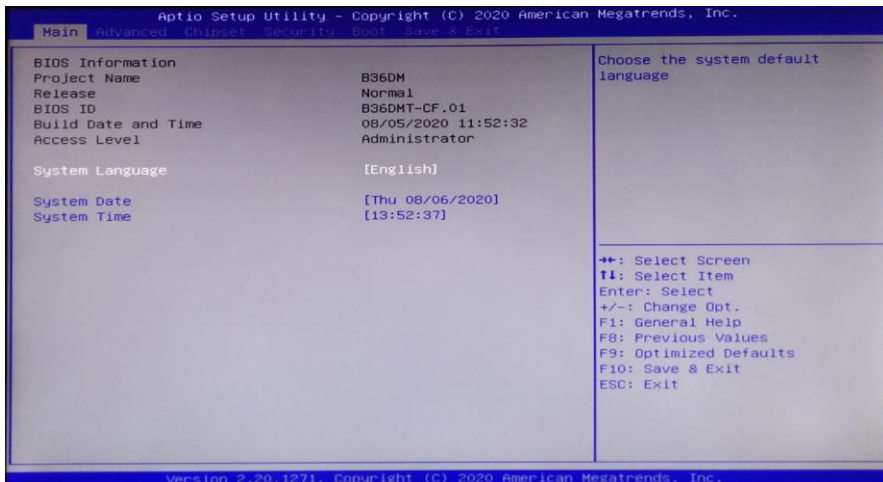 Aptio Setup Utility – Copyright (C) 2020 American Megatrends, Inc.
Main Advanced Chipset Security Boot Save & Exit
BIOS Information
Project Name B36DM
Release Normal
BIOS ID B36DMT-CF.01
Build Date and Time 08/05/2020 11:52:32
Access Level Administrator
System Language [English]
System Date [Thu 08/06/2020]
System Time [13:52:37]
Choose the system default
language
→←: Select Screen
↑↓: Select Item
Enter: Select
+/-: Change Opt.
F1: General Help
F8: Previous Values
F9: Optimized Defaults
F10: Save & Exit
ESC: Exit
Version 2.20.1271. Copyright (C) 2020 American Megatrends, Inc.